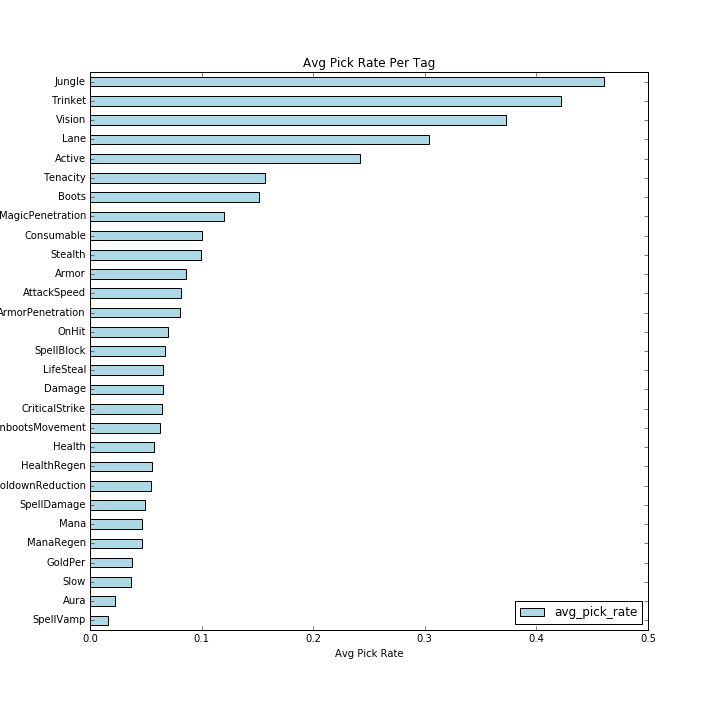 Avg Pick Rate Per Tag
Jungle
Trinket
Vision
Lane
Active
Tenacity
Boots
MagicPenetration
Consumable
Stealth
Armor
AttackSpeed
ArmorPenetration
OnHit
SpellBlock
LifeSteal
Damage
CriticalStrike
nbootsMovement
Health
HealthRegen
oldownReduction
SpellDamage
Mana
ManaRegen
GoldPer
Slow
Aura
SpellVamp
avg_pick_rate
0.0 0.1 0.2 0.3 0.4 0.5
Avg Pick Rate